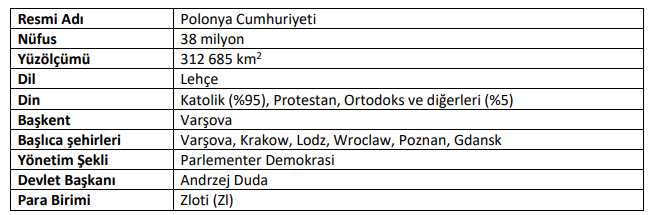 Resmi Adı Polonya Cumhuriyeti
Nüfus 38 milyon
Yüzölçümü 312 685 km²
Dil Lehçe
Din Katolik (%95), Protestan, Ortodoks ve diğerleri (%5)
Başkent Varşova
Başlıca şehirleri Varşova, Krakow, Lodz, Wroclaw, Poznan, Gdansk
Yönetim Şekli Parlementer Demokrasi
Devlet Başkanı Andrzej Duda
Para Birimi Zloti (Zl)